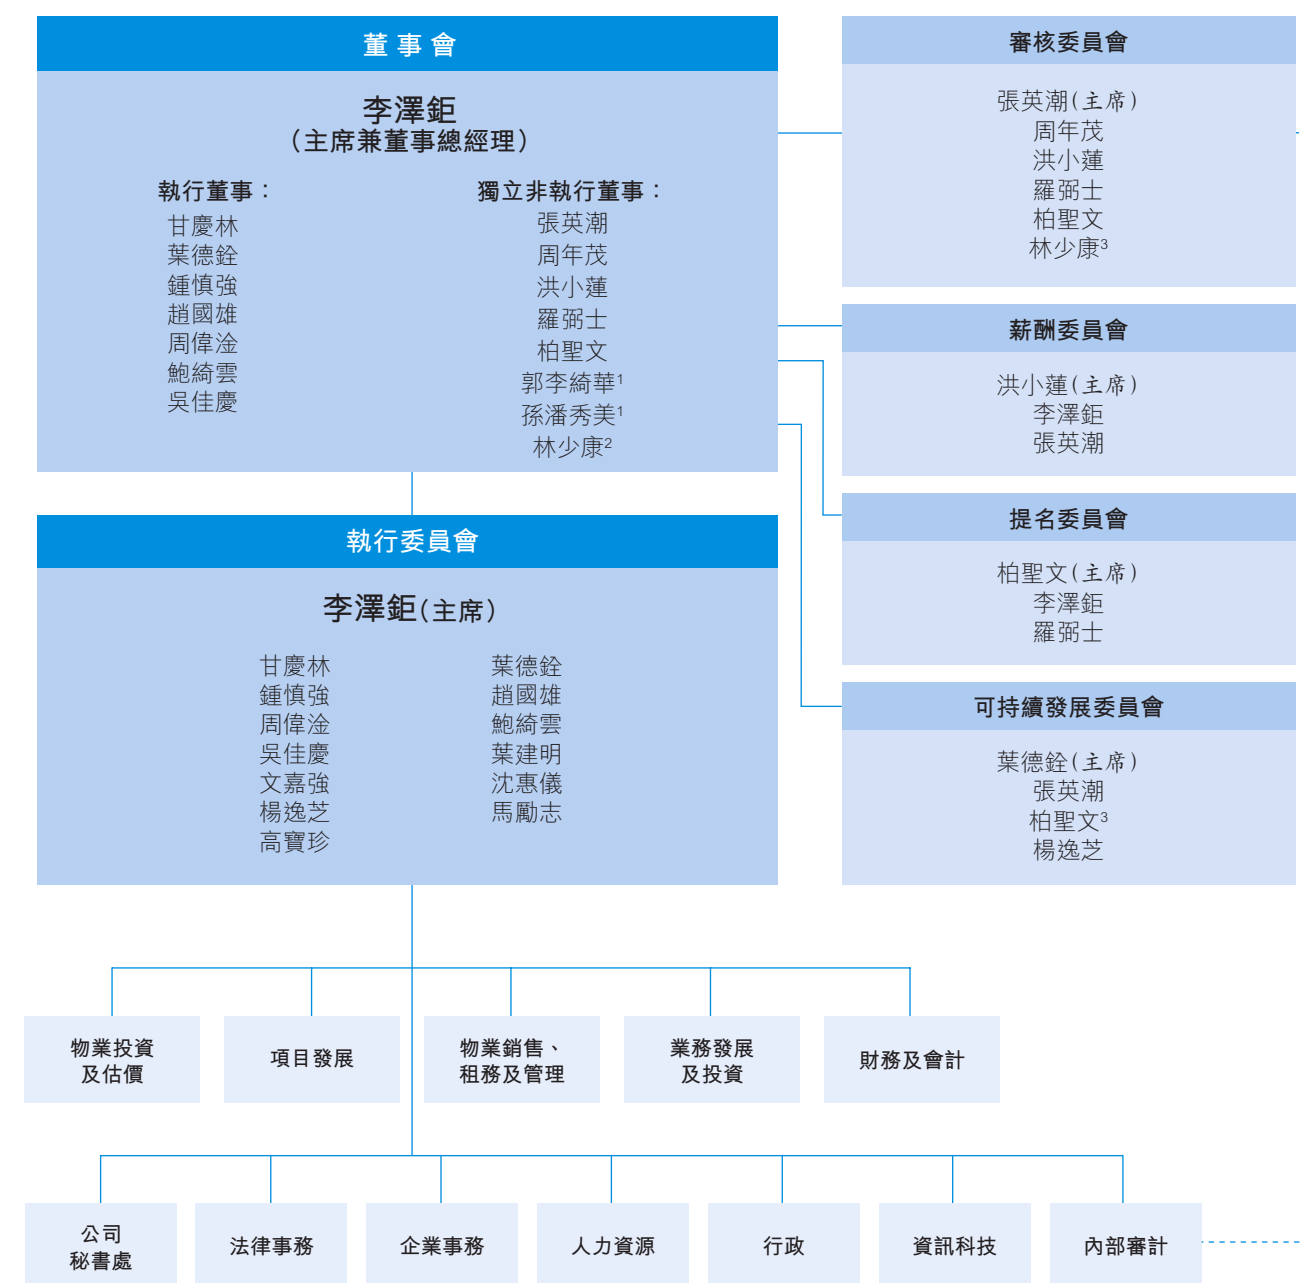 董事會
李澤鉅
（主席兼董事總經理）
執行董事：
甘慶林
葉德銓
鍾慎強
趙國雄
周偉淦
鮑綺雲
吳佳慶
獨立非執行董事：
張英潮
周年茂
洪小蓮
羅弼士
柏聖文
郭李綺華¹
孫潘秀美¹
林少康²
審核委員會
張英潮（主席）
周年茂
洪小蓮
羅弼士
柏聖文
林少康³
薪酬委員會
洪小蓮（主席）
李澤鉅
張英潮
提名委員會
柏聖文（主席）
李澤鉅
羅弼士
可持續發展委員會
葉德銓（主席）
張英潮
柏聖文³
楊逸芝
執行委員會
李澤鉅（主席）
甘慶林
鍾慎強
周偉淦
吳佳慶
文嘉強
楊逸芝
高寶珍
葉德銓
趙國雄
鮑綺雲
葉建明
沈惠儀
馬勵志
物業投資
及估價
項目發展
物業銷售、
租務及管理
業務發展
及投資
財務及會計
公司
秘書處
法律事務
企業事務
人力資源
行政
資訊科技
內部審計